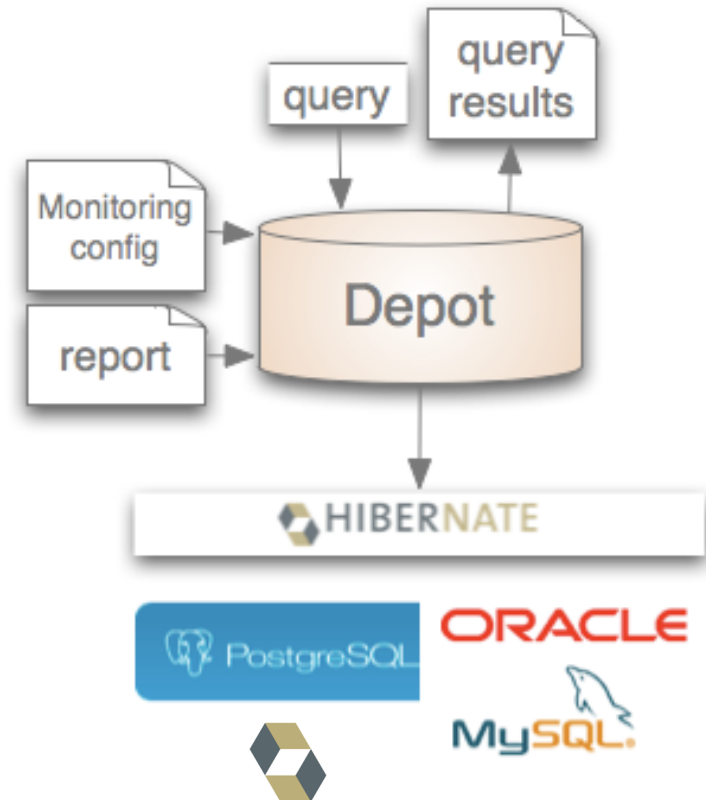 query
query
results
Monitoring
config
Depot
report
HIBERNATE
PostgreSQL
ORACLE
MySQL.